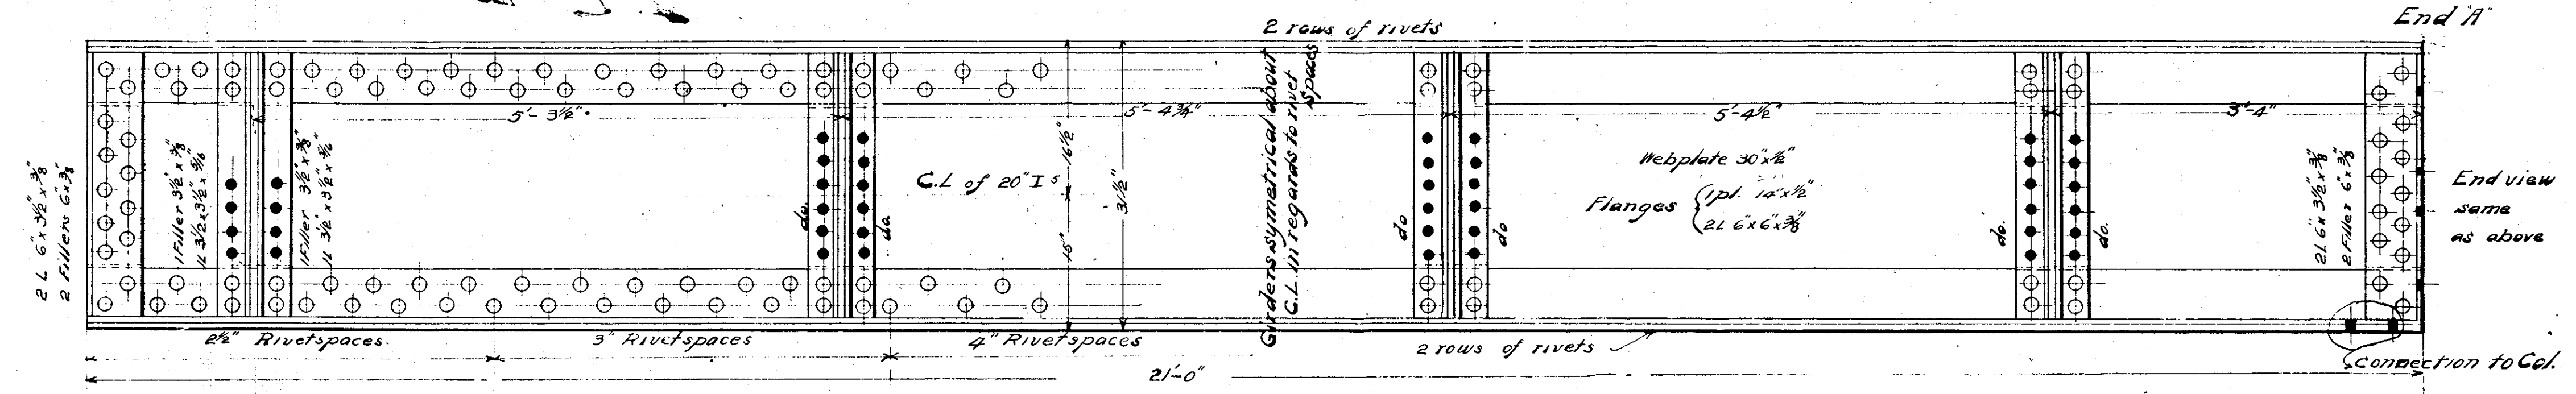 End "A"
2 rows of rivets
2 L 6" x 3½" x ⅜"
2 Fillers 6" x ⅜"
1 Filler 3½" x ⅜"
1L 3½ x 3½" x 5/16
1 Filler 3½" x ⅜"
1L 3½" x 3½" x 5/16
5'-3½"
do.
do.
C.L of 20" I s
16½"
15"
31½"
5'-4¾"
Girders symetrical about
C.L. in regards to rivet
Spaces
do
do
5'-4½"
Webplate 30" x ½"
Flanges { 1 pl. 14" x ½"
2L 6" x 6" x ⅜"
do.
do.
3'-4"
2L 6" x 3½" x ⅜"
2 Filler 6" x ⅜"
End view
same
as above
2½" Rivetspaces.
3" Rivetspaces
4" Rivetspaces
2 rows of rivets
connection to Col.
21'-0"